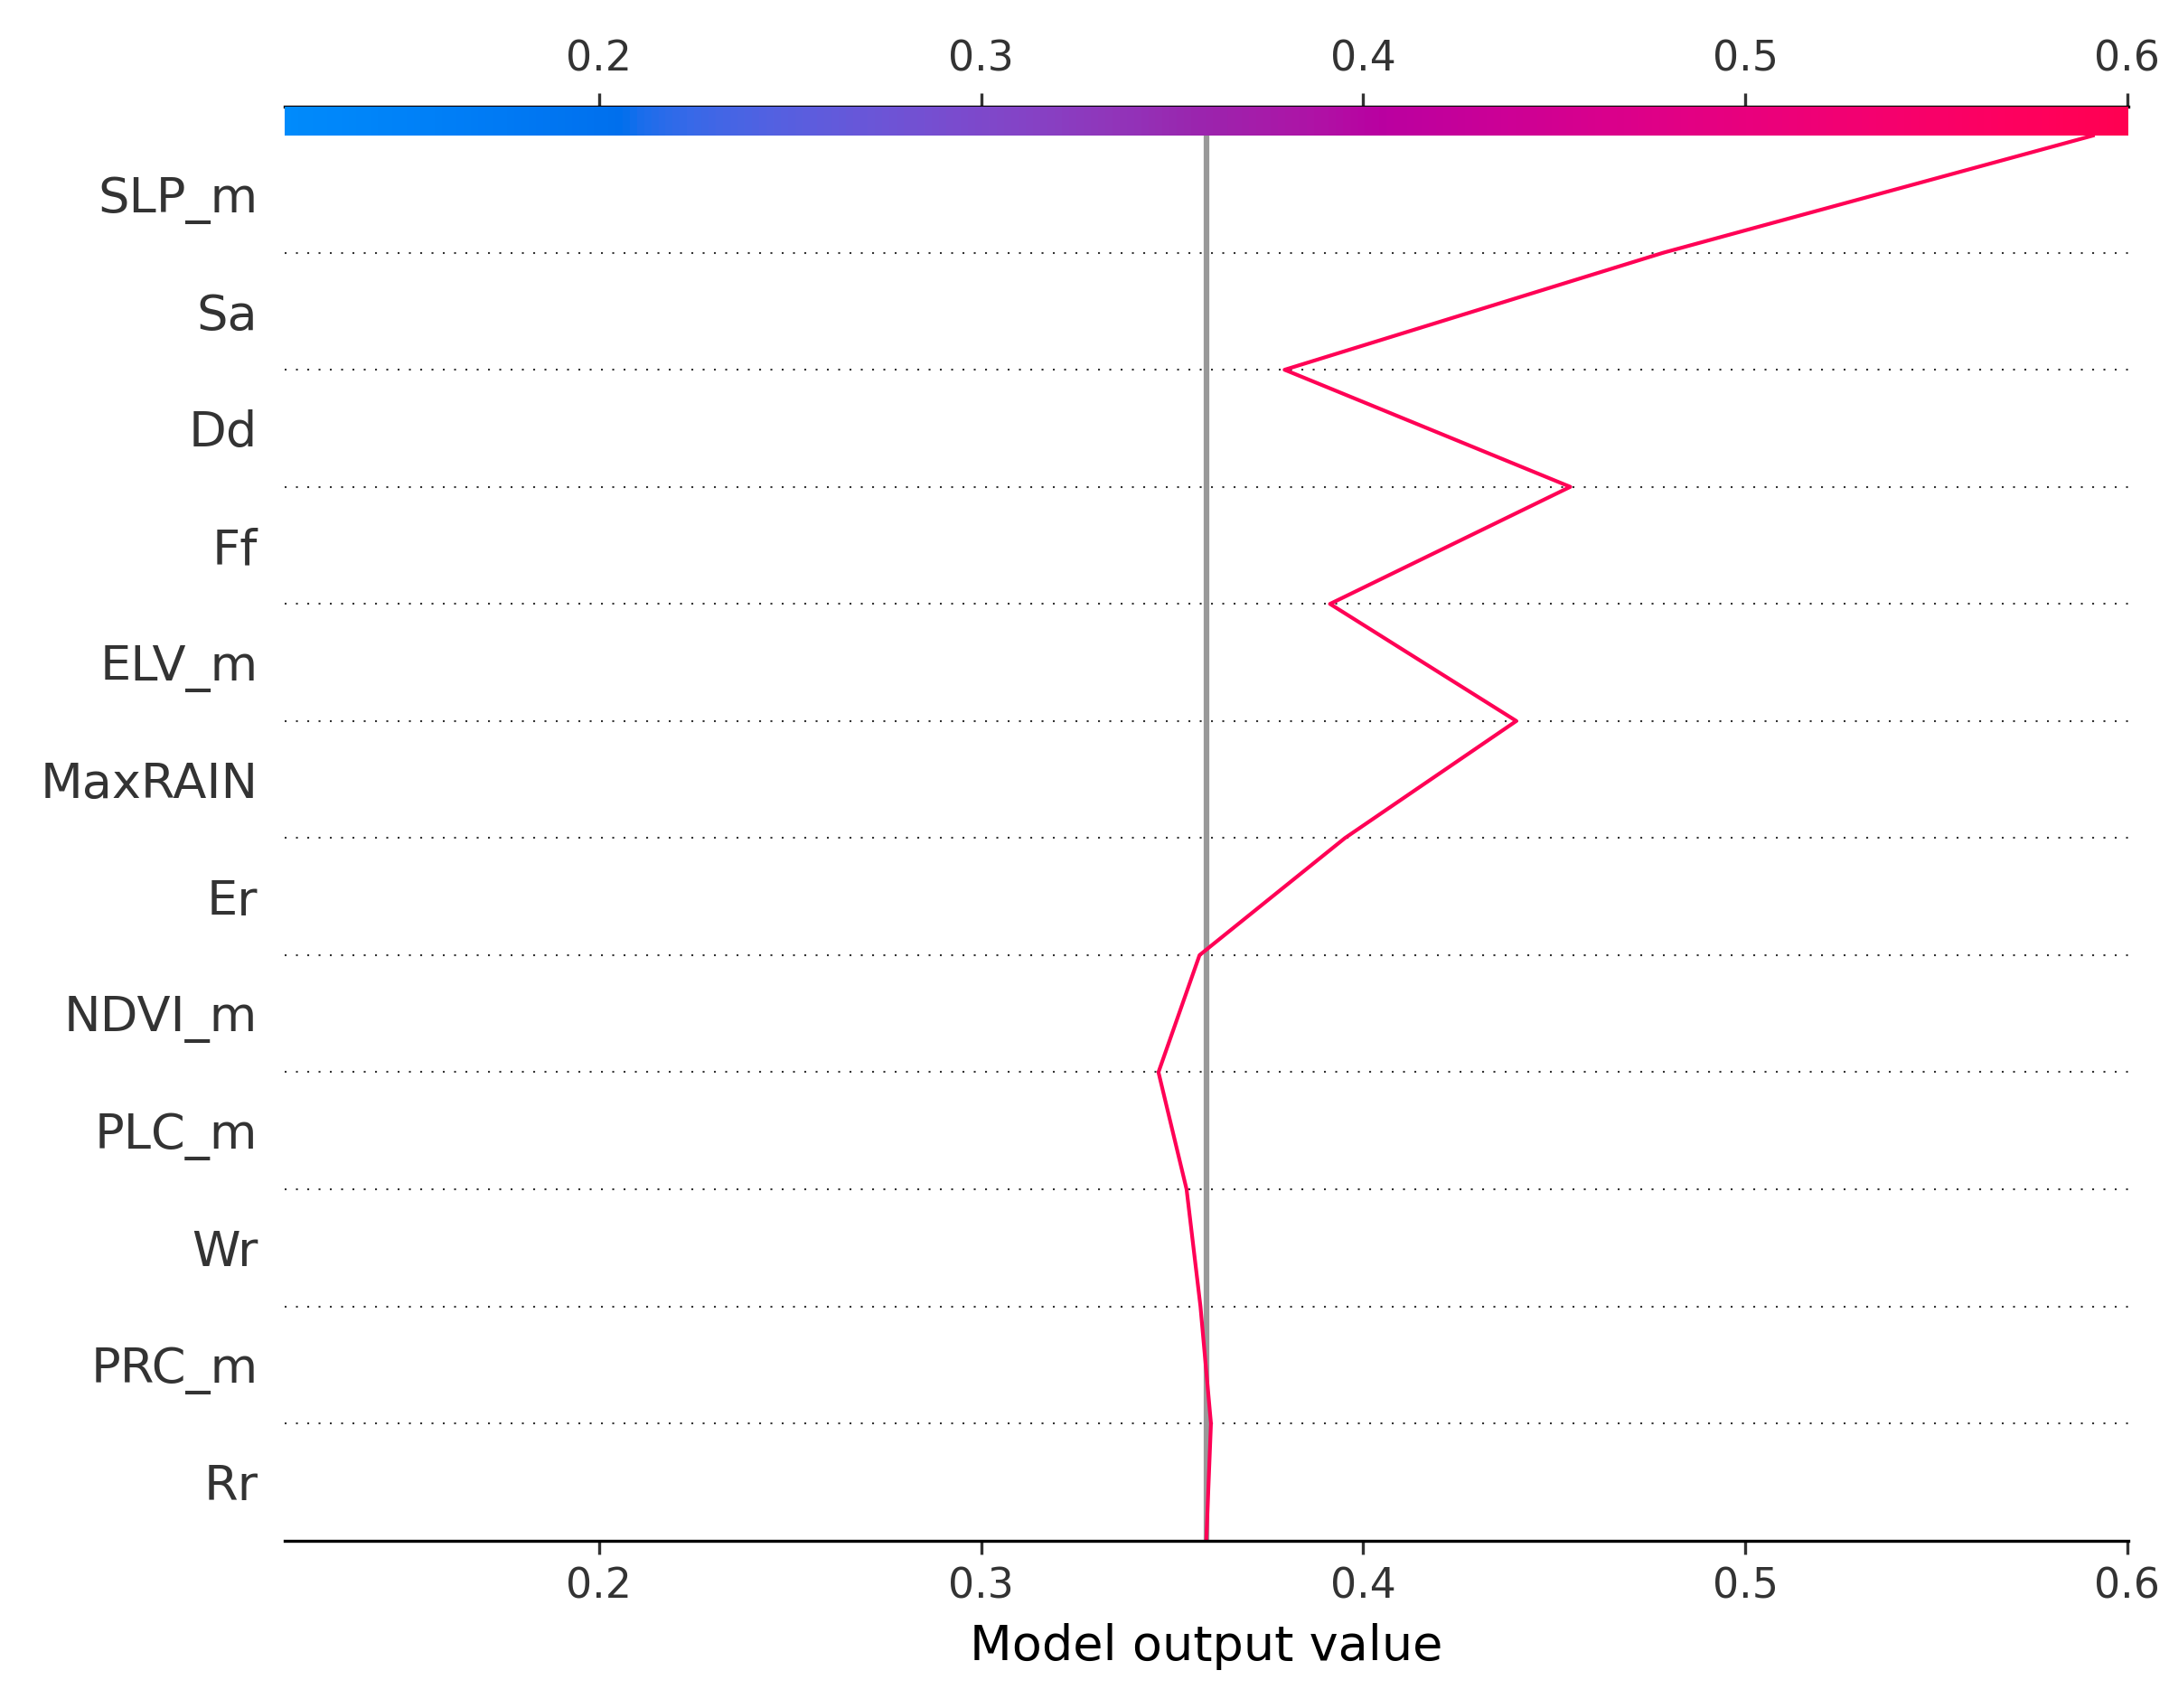 0.2 0.3 0.4 0.5 0.6
SLP_m
Sa
Dd
Ff
ELV_m
MaxRAIN
Er
NDVI_m
PLC_m
Wr
PRC_m
Rr
0.2 0.3 0.4 0.5 0.6
Model output value